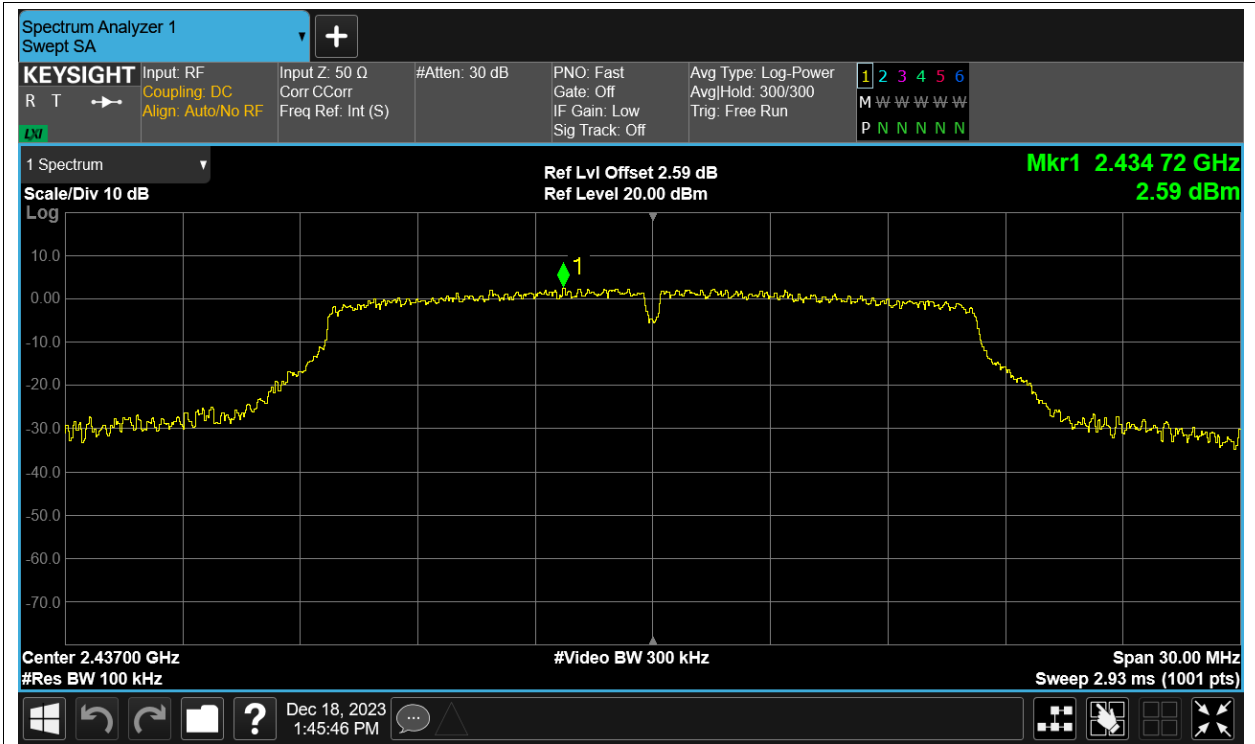 Spectrum Analyzer 1
Swept SA
KEYSIGHT
R T
LXI
Input: RF
Coupling: DC
Align: Auto/No RF
Input Z: 50 Ω
Corr CCorr
Freq Ref: Int (S)
#Atten: 30 dB
PNO: Fast
Gate: Off
IF Gain: Low
Sig Track: Off
Avg Type: Log-Power
Avg|Hold: 300/300
Trig: Free Run
1 2 3 4 5 6
M W W W W W
P N N N N N
1 Spectrum
Scale/Div 10 dB
Ref Lvl Offset 2.59 dB
Ref Level 20.00 dBm
Mkr1 2.434 72 GHz
2.59 dBm
Log
10.0
1
0.00
-10.0
-20.0
-30.0
-40.0
-50.0
-60.0
-70.0
Center 2.43700 GHz
#Video BW 300 kHz
Span 30.00 MHz
#Res BW 100 kHz
Sweep 2.93 ms (1001 pts)
?
Dec 18, 2023
1:45:46 PM